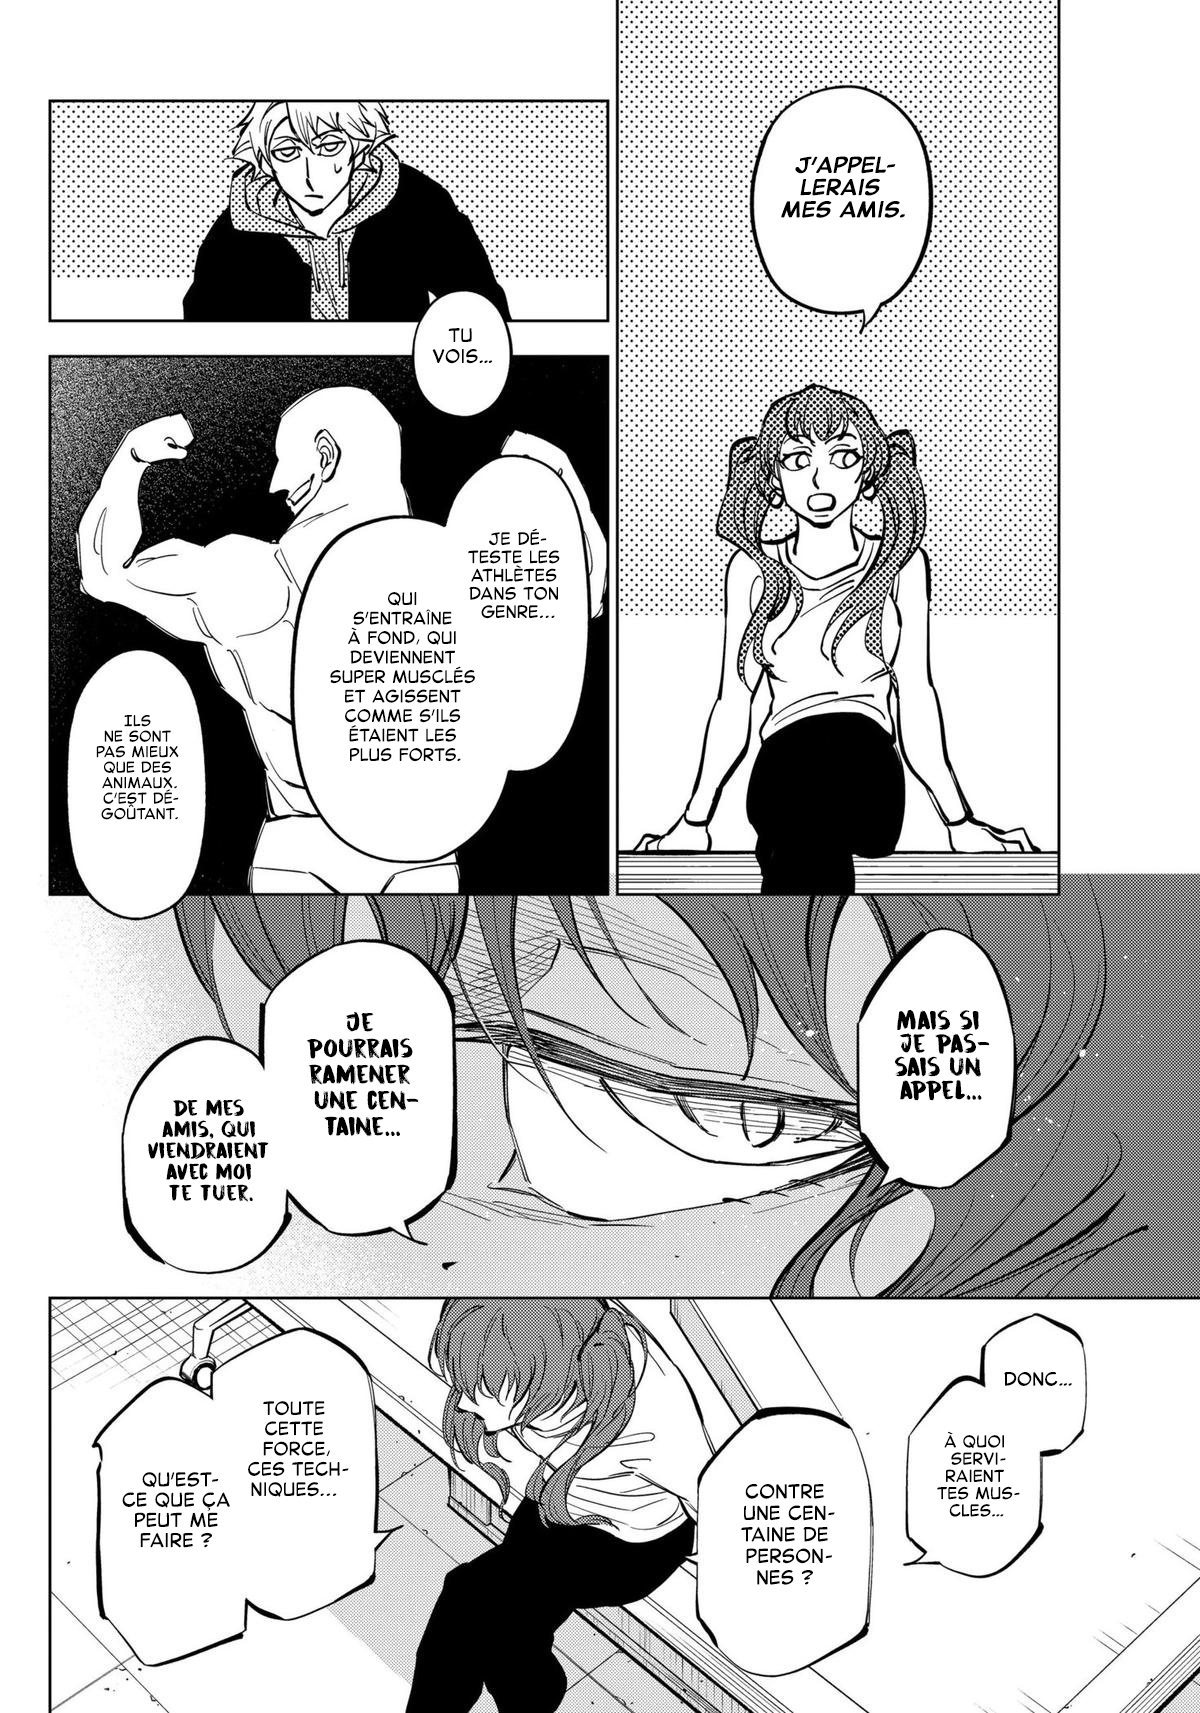 J'APPEL-
LERAIS
MES AMIS.
TU
VOIS...
JE DÉ-
TESTE LES
ATHLÈTES
DANS TON
GENRE...
QUI
S'ENTRAÎNE
À FOND, QUI
DEVIENNENT
SUPER MUSCLÉS
ET AGISSENT
COMME S'ILS
ÉTAIENT LES
PLUS FORTS.
ILS
NE SONT
PAS MIEUX
QUE DES
ANIMAUX.
C'EST DÉ-
GOÛTANT.
MAIS SI
JE PAS-
SAIS UN
APPEL...
JE
POURRAIS
RAMENER
UNE CEN-
TAINE...
DE MES
AMIS, QUI
VIENDRAIENT
AVEC MOI
TE TUER.
DONC...
À QUOI
SERVI-
RAIENT
TES MUS-
CLES...
CONTRE
UNE CEN-
TAINE DE
PERSON-
NES ?
TOUTE
CETTE
FORCE,
CES TECH-
NIQUES...
QU'EST-
CE QUE ÇA
PEUT ME
FAIRE ?